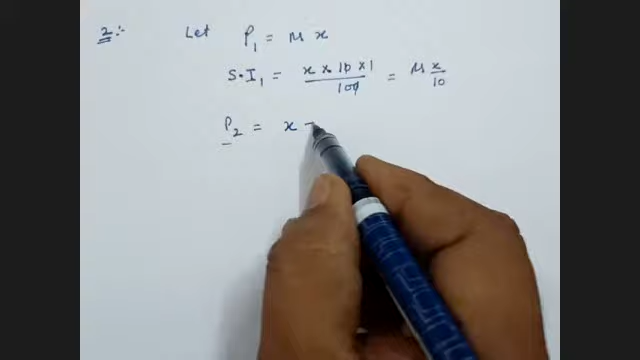 2:- Let P₁ = ₨ x
S.I₁ = x × 10 × 1 / 100 = ₨ x/10
P₂ = x -